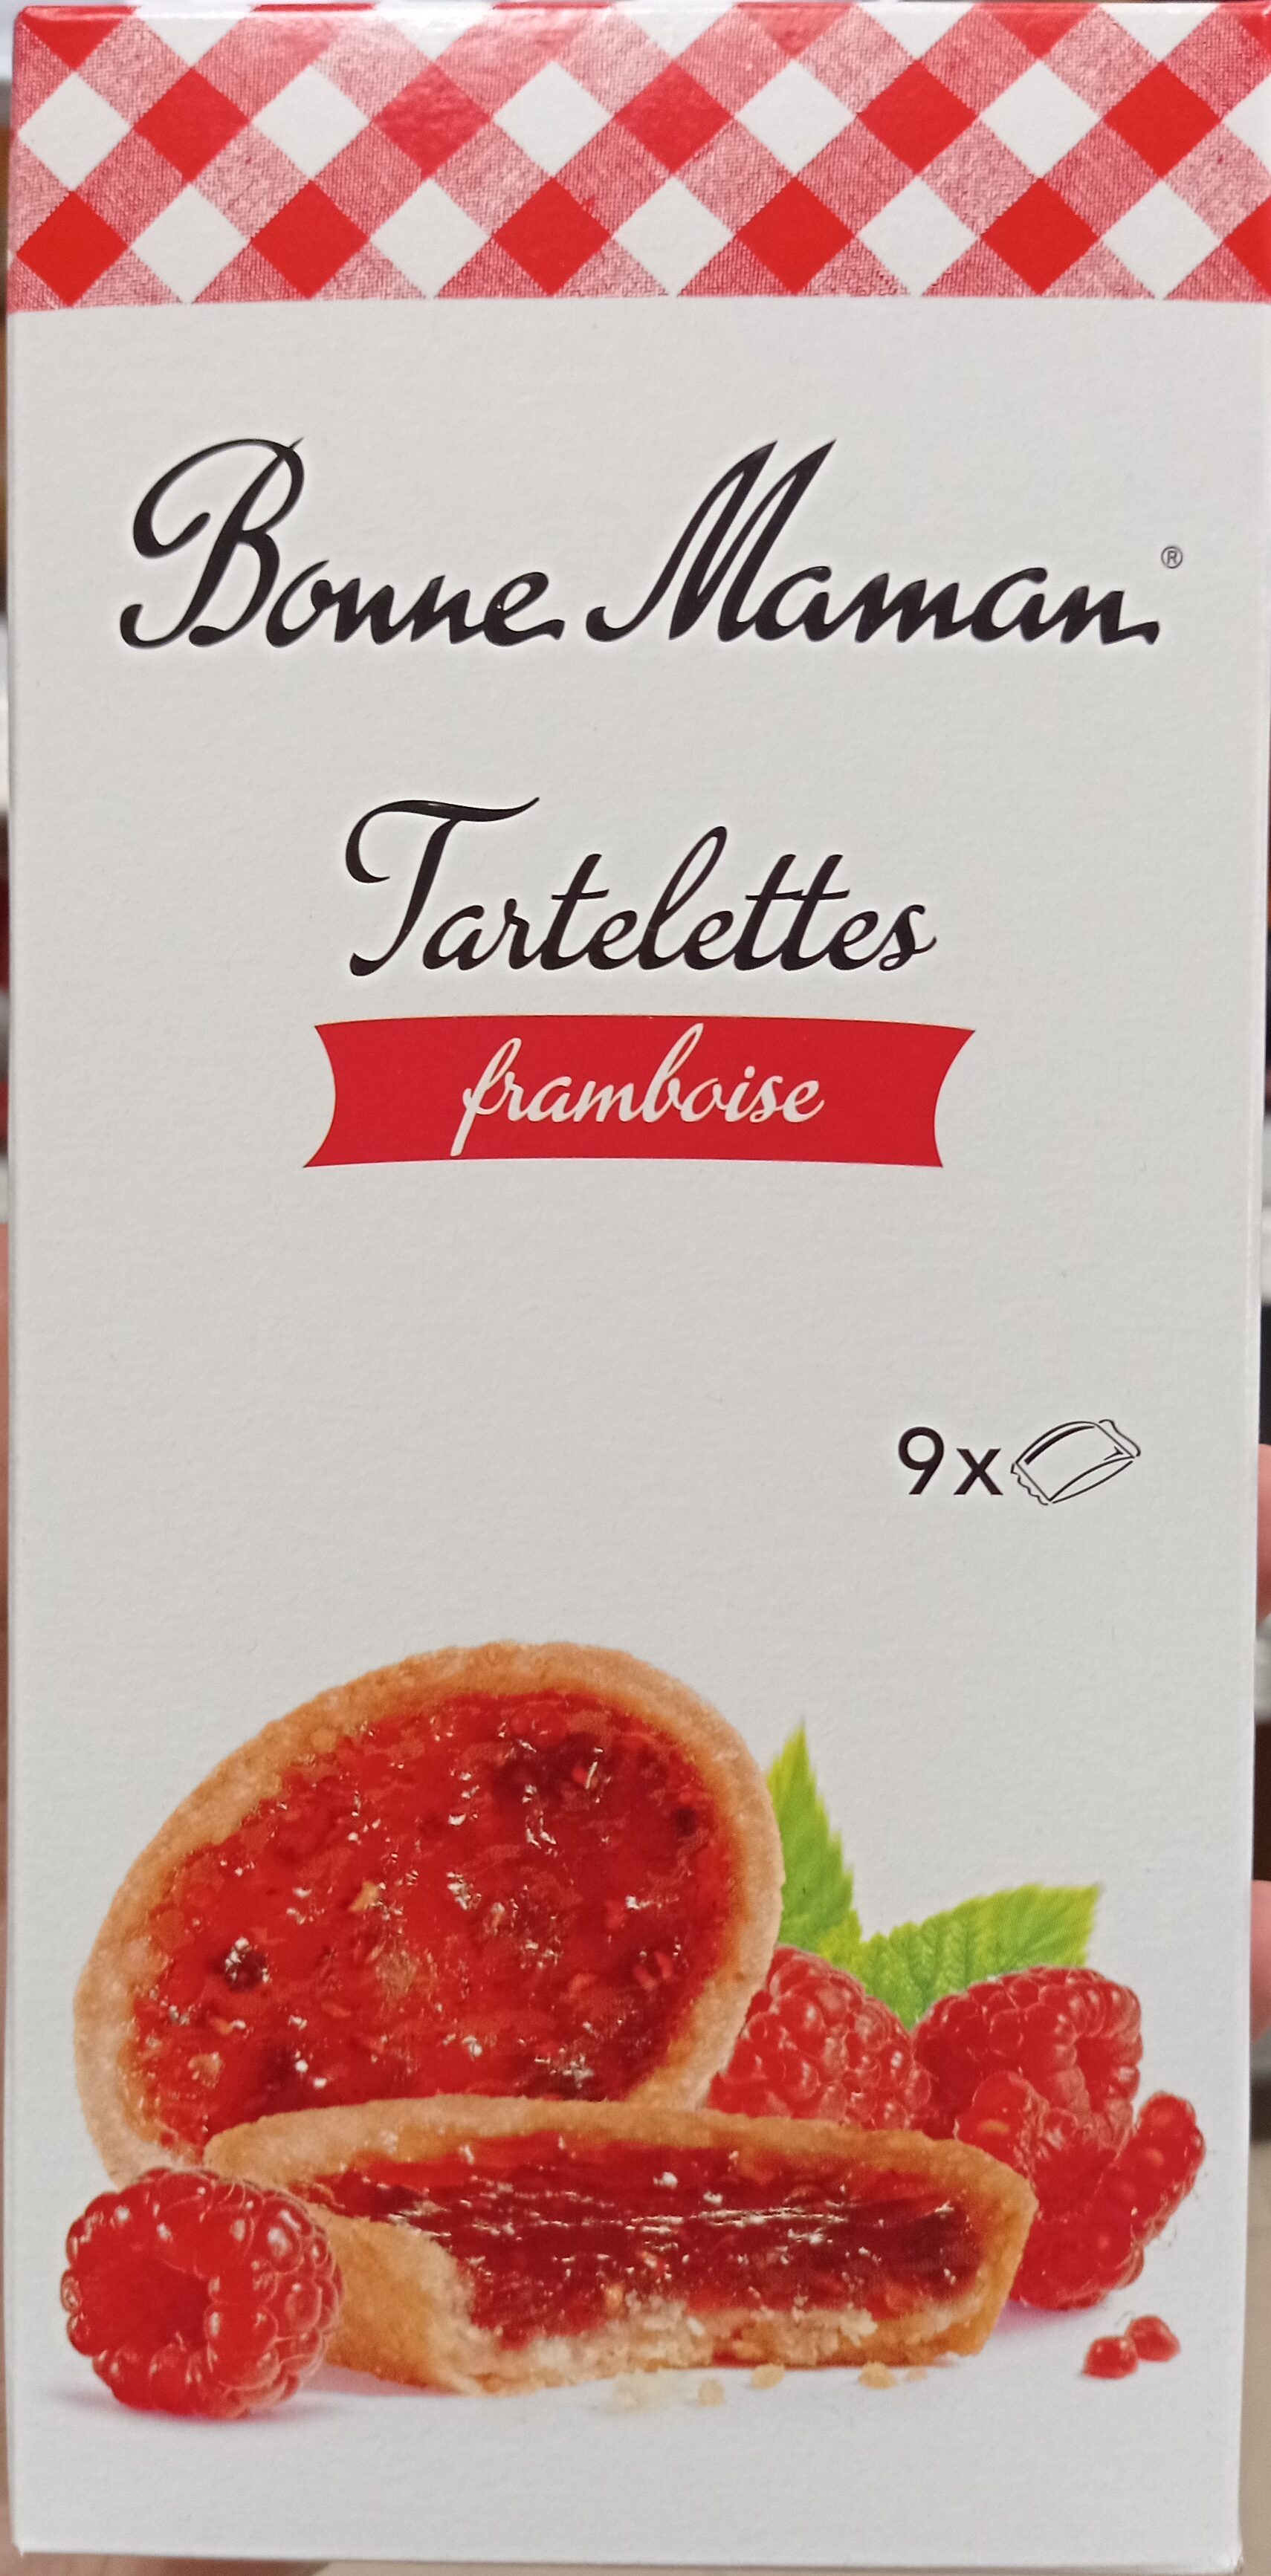 Bonne Maman®
Tartelettes
framboise
9x